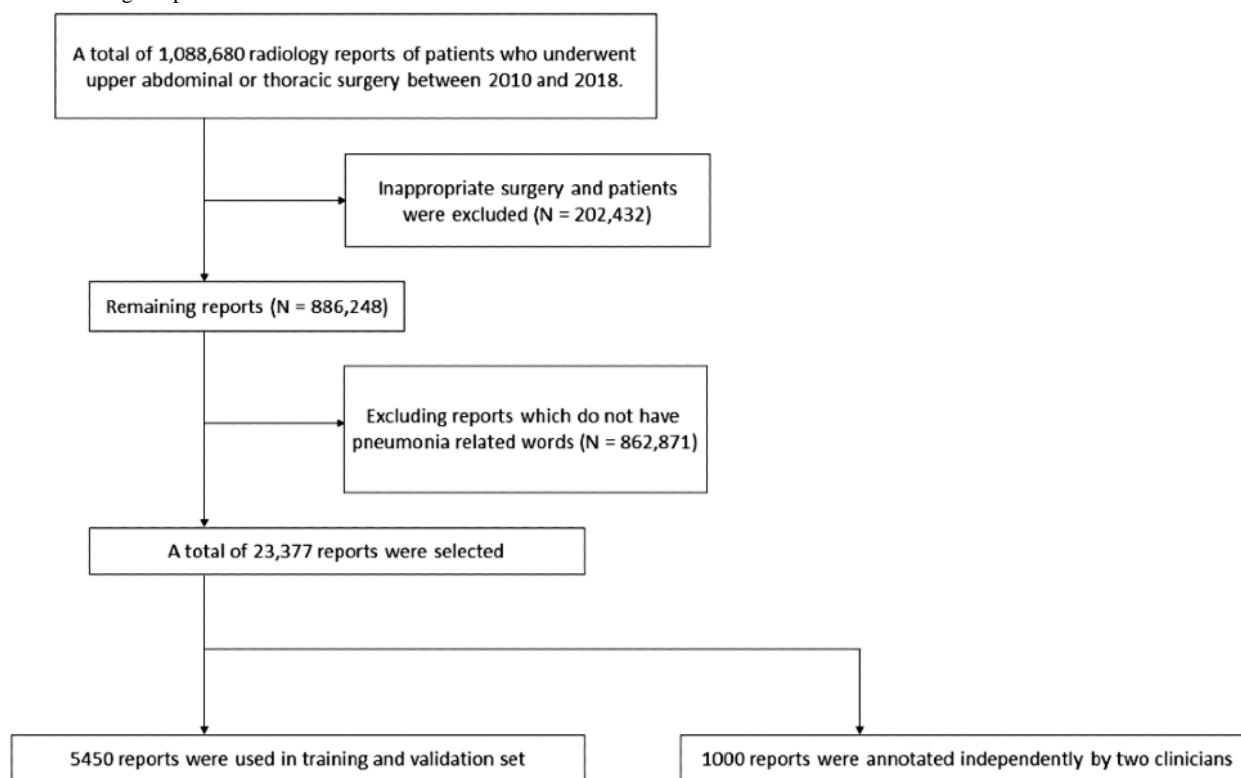 A total of 1,088,680 radiology reports of patients who underwent
upper abdominal or thoracic surgery between 2010 and 2018.
Inappropriate surgery and patients
were excluded (N = 202,432)
Remaining reports (N = 886,248)
Excluding reports which do not have
pneumonia related words (N = 862,871)
A total of 23,377 reports were selected
5450 reports were used in training and validation set
1000 reports were annotated independently by two clinicians